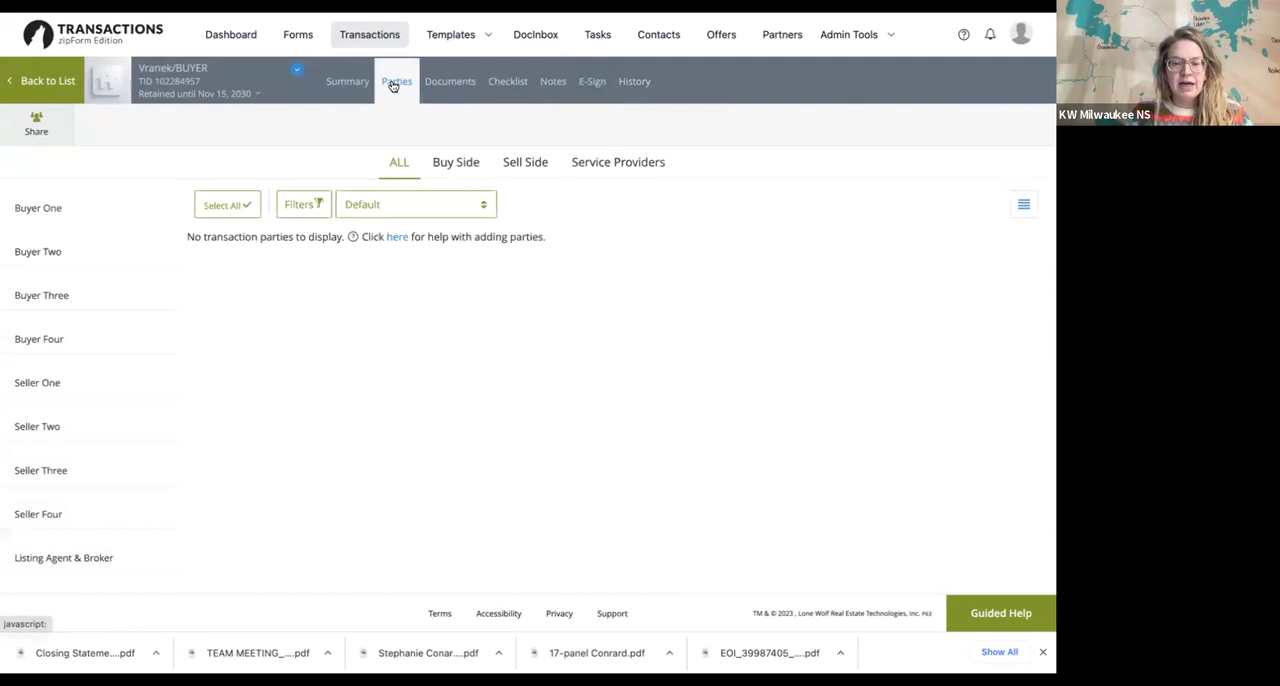 TRANSACTIONS
zipForm Edition
Dashboard
Forms
Transactions
Templates
DocInbox
Tasks
Contacts
Offers
Partners
Admin Tools
Back to List
Vranek/BUYER
TID 102284957
Retained until Nov 15, 2030
Summary
Parties
Documents
Checklist
Notes
E-Sign
History
KW Milwaukee NS
Share
ALL
Buy Side
Sell Side
Service Providers
Select All
Filters
Default
No transaction parties to display. Click here for help with adding parties.
Buyer One
Buyer Two
Buyer Three
Buyer Four
Seller One
Seller Two
Seller Three
Seller Four
Listing Agent & Broker
Terms
Accessibility
Privacy
Support
TM & © 2023 , Lone Wolf Real Estate Technologies, Inc. P63
Guided Help
javascript:
Closing Stateme....pdf
TEAM MEETING_....pdf
Stephanie Conar....pdf
17-panel Conrard.pdf
EOI_39987405_....pdf
Show All